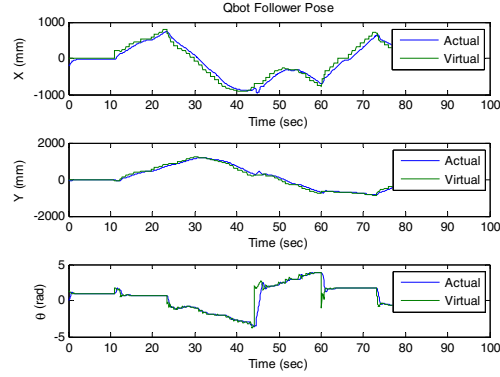 Qbot Follower Pose
1000
0
-1000
X (mm)
0 10 20 30 40 50 60 70 80 90 100
Time (sec)
Actual
Virtual
2000
0
-2000
Y (mm)
0 10 20 30 40 50 60 70 80 90 100
Time (sec)
Actual
Virtual
5
0
-5
θ (rad)
0 10 20 30 40 50 60 70 80 90 100
Time (sec)
Actual
Virtual